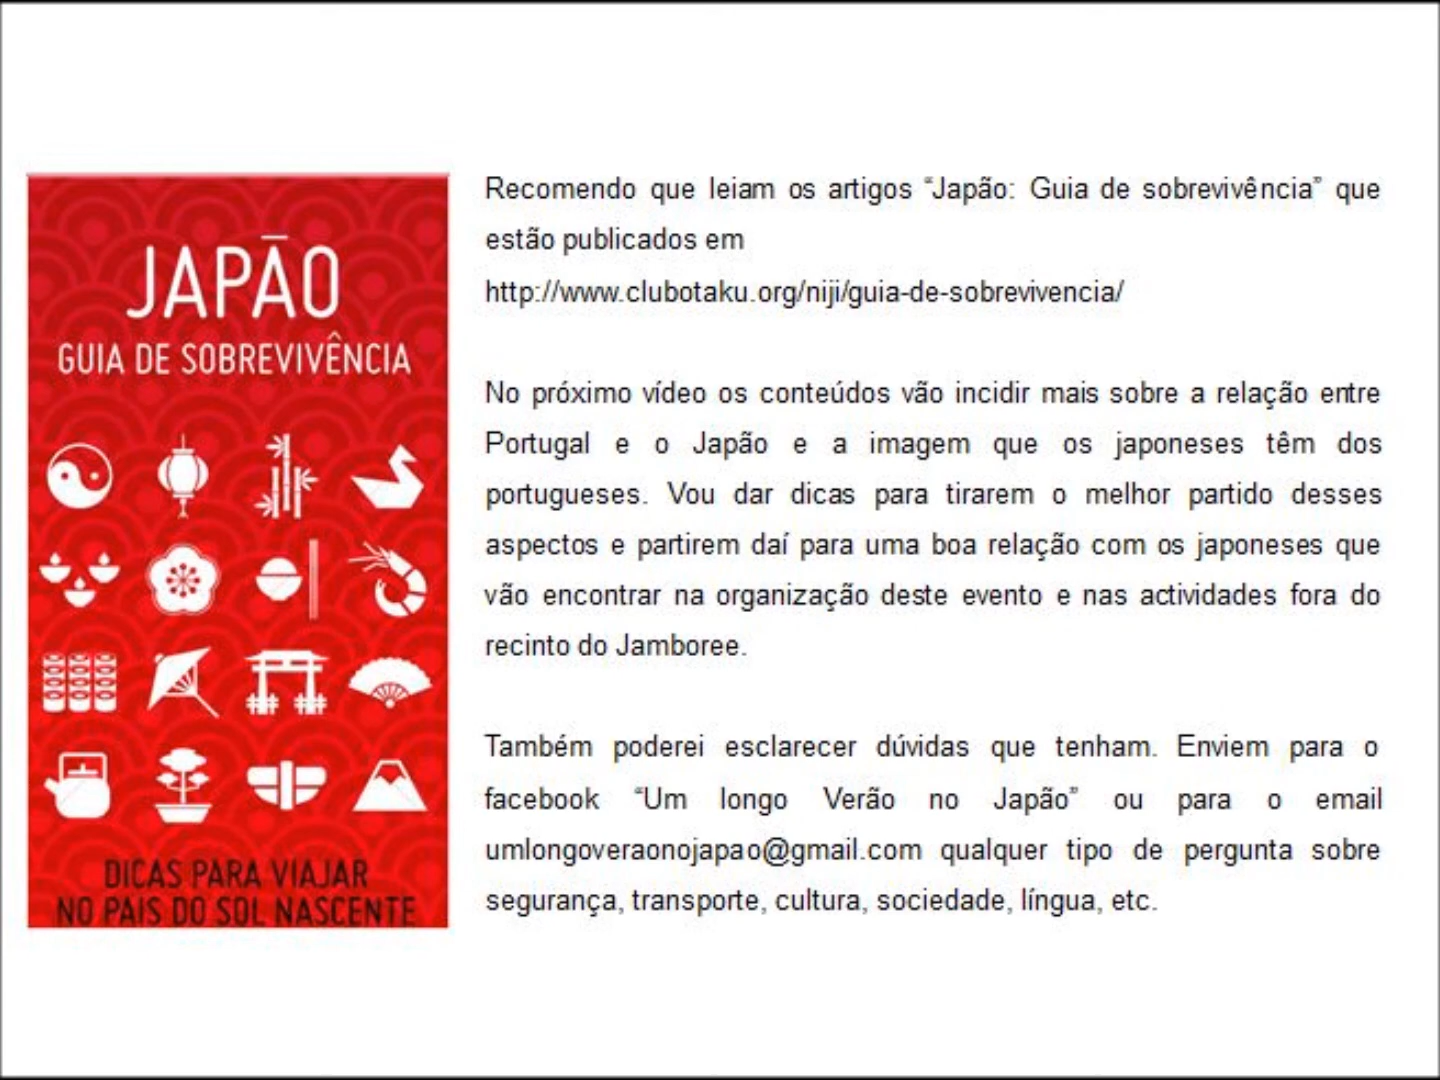 JAPÃO
GUIA DE SOBREVIVÊNCIA
DICAS PARA VIAJAR
NO PAIS DO SOL NASCENTE
Recomendo que leiam os artigos “Japão: Guia de sobrevivência” que
estão publicados em
http://www.clubotaku.org/niji/guia-de-sobrevivencia/
No próximo vídeo os conteúdos vão incidir mais sobre a relação entre
Portugal e o Japão e a imagem que os japoneses têm dos
portugueses. Vou dar dicas para tirarem o melhor partido desses
aspectos e partirem daí para uma boa relação com os japoneses que
vão encontrar na organização deste evento e nas actividades fora do
recinto do Jamboree.
Também poderei esclarecer dúvidas que tenham. Enviem para o
facebook “Um longo Verão no Japão” ou para o email
umlongoveraonojapao@gmail.com qualquer tipo de pergunta sobre
segurança, transporte, cultura, sociedade, língua, etc.